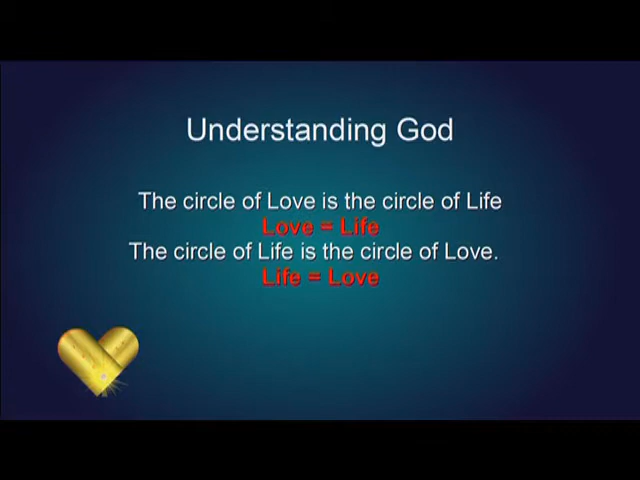 Understanding God
The circle of Love is the circle of Life
Love = Life
The circle of Life is the circle of Love.
Life = Love